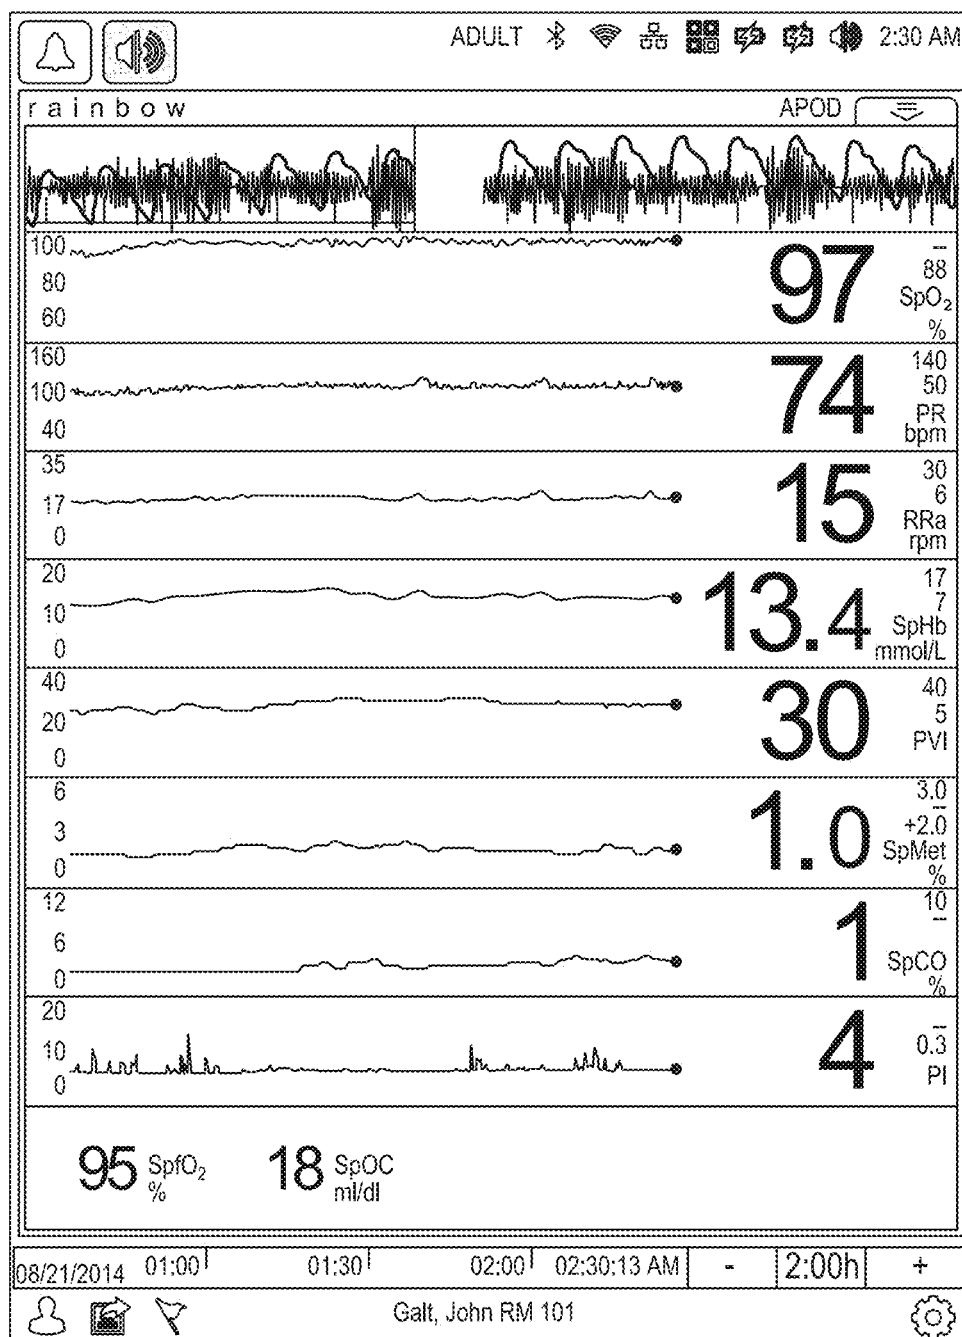 ADULT 2:30 AM
rainbow APOD
100
80
60
97
–
88
SpO₂
%
160
100
40
74
140
50
PR
bpm
35
17
0
15
30
6
RRa
rpm
20
10
0
13.4
17
7
SpHb
mmol/L
40
20
0
30
40
5
PVI
6
3
0
1.0
3.0
–
+2.0
SpMet
%
12
6
0
1
10
–
SpCO
%
20
10
0
4
–
0.3
PI
95 SpfO₂
%
18 SpOC
ml/dl
08/21/2014 01:00 01:30 02:00 02:30:13 AM - 2:00h +
Galt, John RM 101